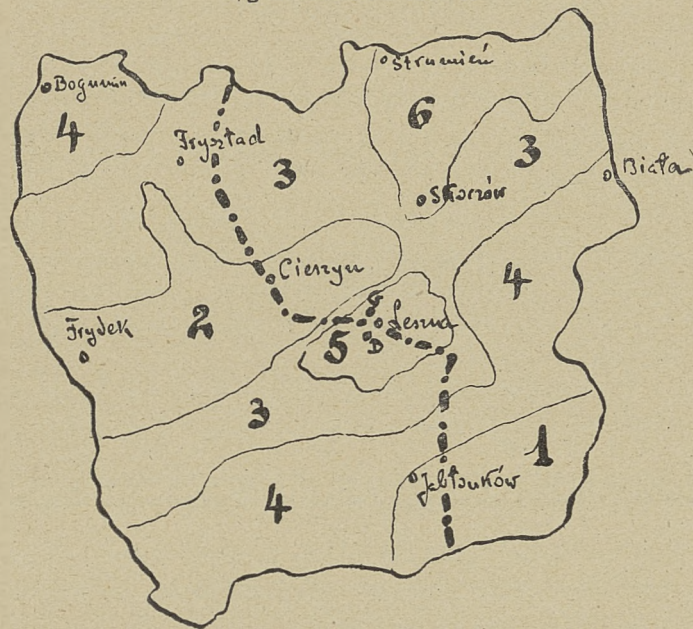 Strumień
Bogumin
4
6
Frysztad
3
3
Biała
Skoczów
Cieszyn
4
2
G
Leszna
Frydek
5
D
3
1
Jabłonków
4